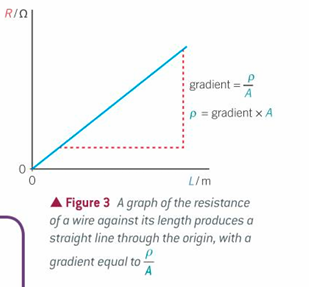 R/Ω
gradient = ρ/A
ρ = gradient × A
0
0
L/m
▲ Figure 3 A graph of the resistance
of a wire against its length produces a
straight line through the origin, with a
gradient equal to ρ/A